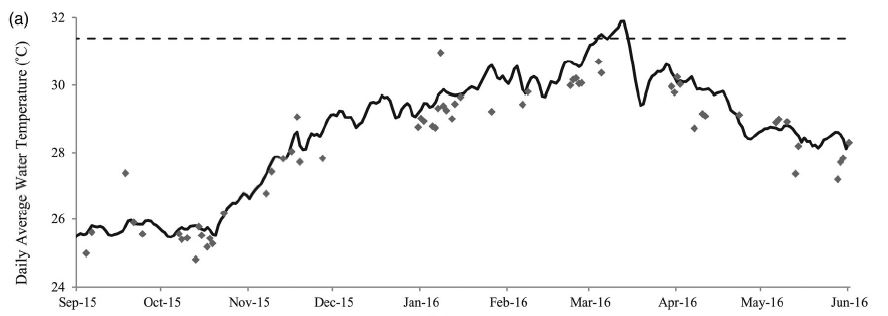 (a)
Daily Average Water Temperature (˚C)
32
30
28
26
24
Sep-15 Oct-15 Nov-15 Dec-15 Jan-16 Feb-16 Mar-16 Apr-16 May-16 Jun-16